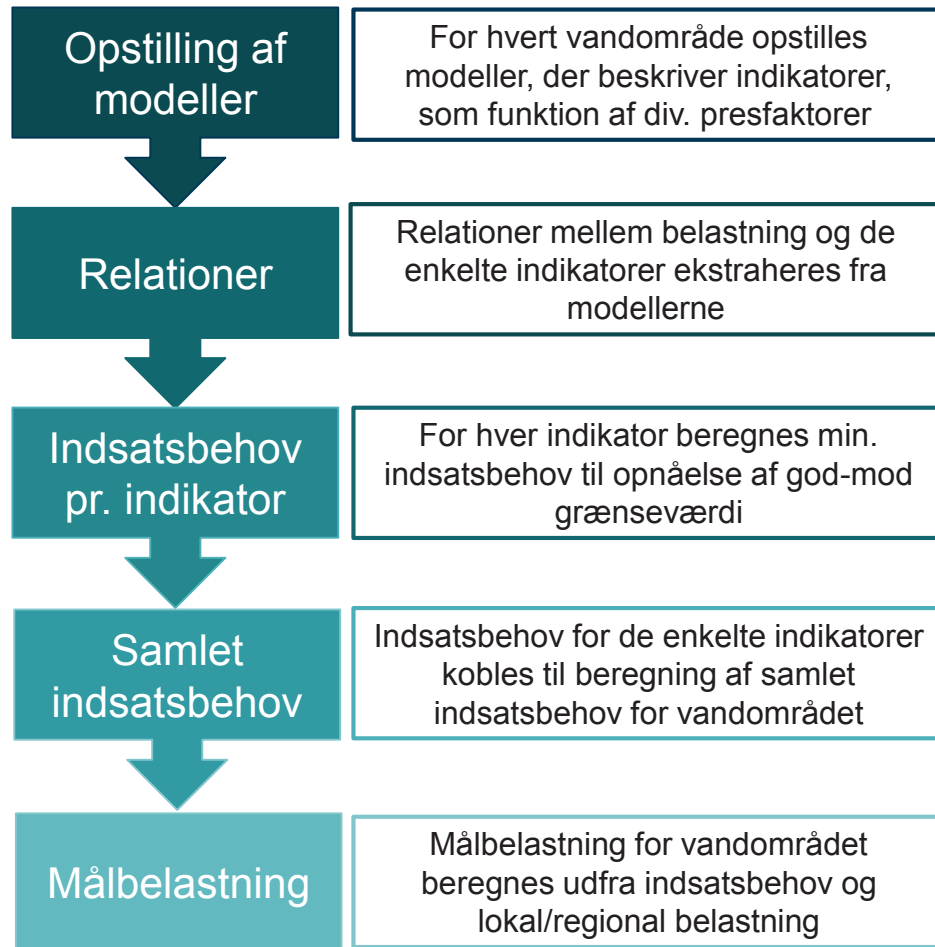 Opstilling af
modeller
For hvert vandområde opstilles
modeller, der beskriver indikatorer,
som funktion af div. presfaktorer
Relationer
Relationer mellem belastning og de
enkelte indikatorer ekstraheres fra
modellerne
Indsatsbehov
pr. indikator
For hver indikator beregnes min.
indsatsbehov til opnåelse af god-mod
grænseværdi
Samlet
indsatsbehov
Indsatsbehov for de enkelte indikatorer
kobles til beregning af samlet
indsatsbehov for vandområdet
Målbelastning
Målbelastning for vandområdet
beregnes udfra indsatsbehov og
lokal/regional belastning